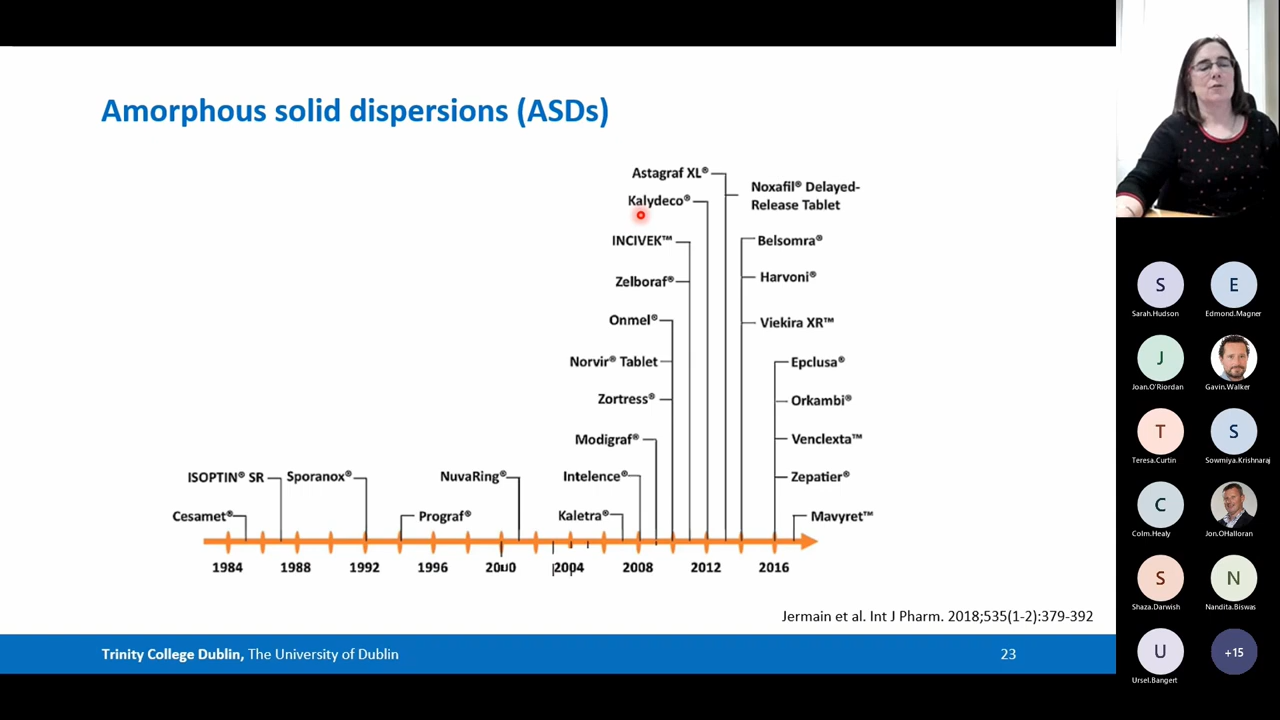 Amorphous solid dispersions (ASDs)
Astagraf XL®
Noxafil® Delayed-
Release Tablet
Kalydeco®
INCIVEK™
Belsomra®
Zelboraf®
Harvoni®
Onmel®
Viekira XR™
Norvir® Tablet
Epclusa®
Zortress®
Orkambi®
Modigraf®
Venclexta™
ISOPTIN® SR
Sporanox®
NuvaRing®
Intelence®
Zepatier®
Cesamet®
Prograf®
Kaletra®
Mavyret™
1984 1988 1992 1996 2000 2004 2008 2012 2016
Jermain et al. Int J Pharm. 2018;535(1-2):379-392
Trinity College Dublin, The University of Dublin
23
S
E
Sarah.Hudson
Edmond.Magner
J
Joan.O'Riordan
Gavin.Walker
T
S
Teresa.Curtin
Sowmiya.Krishnaraj
C
Colm.Healy
Jon.OHalloran
S
N
Shaza.Darwish
Nandita.Biswas
U
+15
Ursel.Bangert